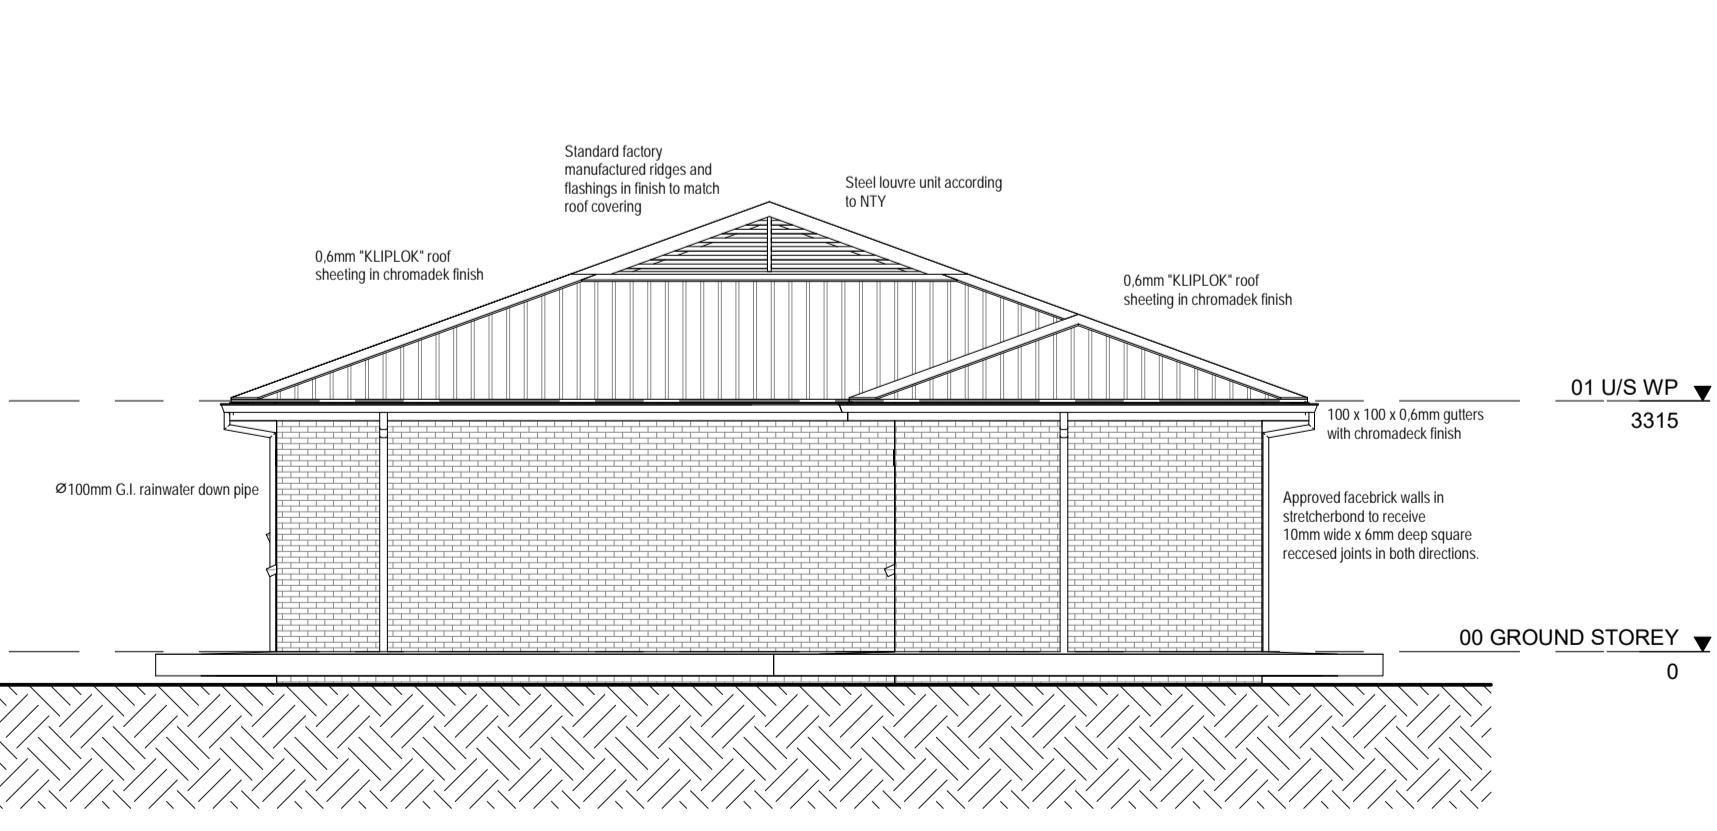 Standard factory
manufactured ridges and
flashings in finish to match
roof covering
Steel louvre unit according
to NTY
0,6mm "KLIPLOK" roof
sheeting in chromadek finish
0,6mm "KLIPLOK" roof
sheeting in chromadek finish
01 U/S WP
3315
100 x 100 x 0,6mm gutters
with chromadeck finish
Ø100mm G.I. rainwater down pipe
Approved facebrick walls in
stretcherbond to receive
10mm wide x 6mm deep square
reccesed joints in both directions.
00 GROUND STOREY
0